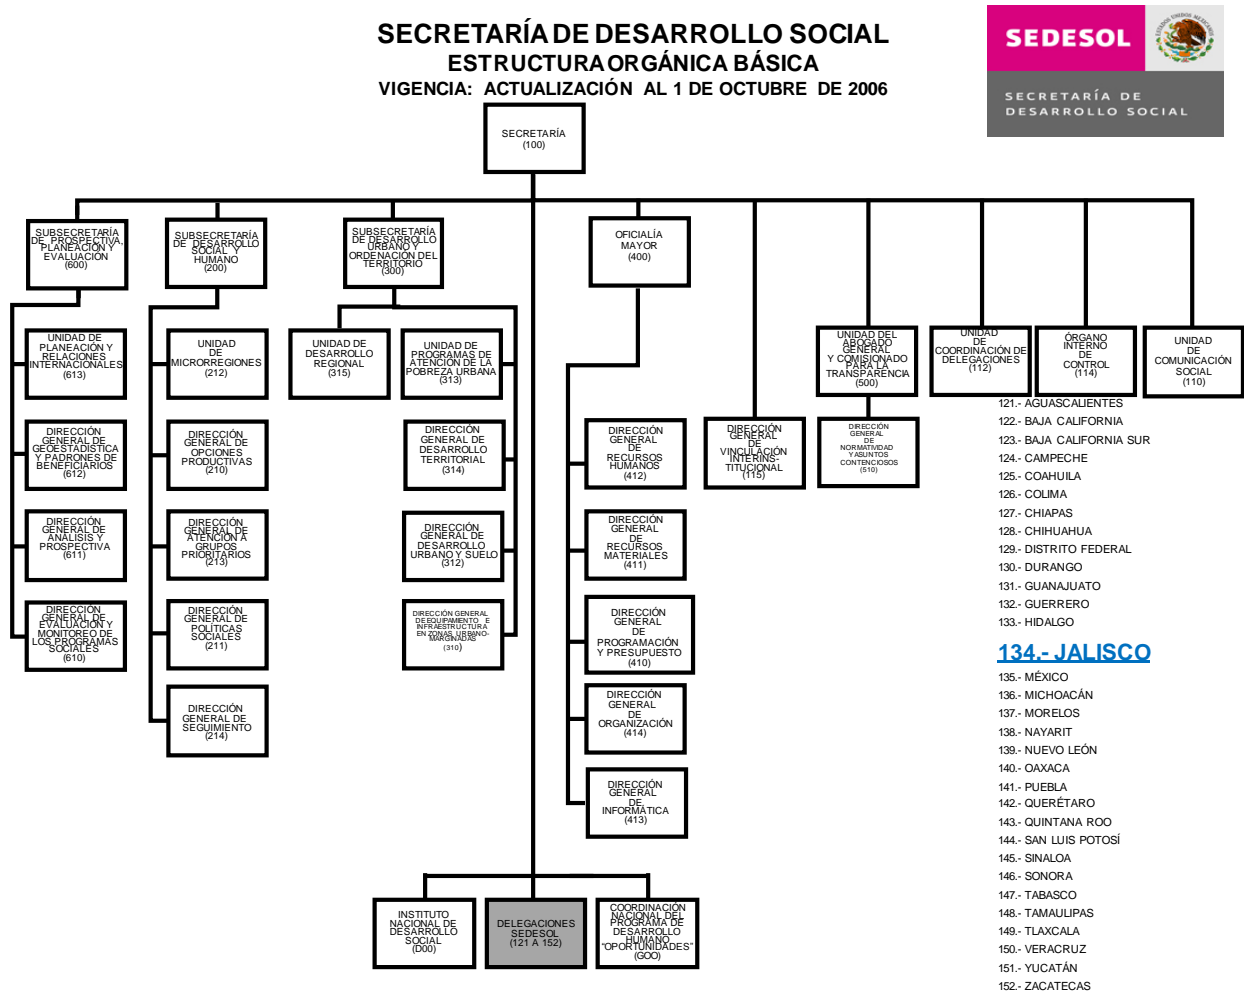 SECRETARÍA DE DESARROLLO SOCIAL
ESTRUCTURA ORGÁNICA BÁSICA
VIGENCIA: ACTUALIZACIÓN AL 1 DE OCTUBRE DE 2006
SEDESOL
ESTADOS UNIDOS MEXICANOS
SECRETARÍA DE
DESARROLLO SOCIAL
SECRETARÍA
(100)
SUBSECRETARÍA
DE PROSPECTIVA,
PLANEACIÓN Y
EVALUACIÓN
(600)
SUBSECRETARÍA
DE DESARROLLO
SOCIAL Y
HUMANO
(200)
SUBSECRETARÍA
DE DESARROLLO
URBANO Y
ORDENACIÓN DEL
TERRITORIO
(300)
OFICIALÍA
MAYOR
(400)
UNIDAD DE
PLANEACIÓN Y
RELACIONES
INTERNACIONALES
(613)
UNIDAD
DE
MICRORREGIONES
(212)
UNIDAD DE
DESARROLLO
REGIONAL
(315)
UNIDAD DE
PROGRAMAS DE
ATENCIÓN DE LA
POBREZA URBANA
(313)
UNIDAD DEL
ABOGADO
GENERAL
Y COMISIONADO
PARA LA
TRANSPARENCIA
(500)
UNIDAD
DE
COORDINACIÓN DE
DELEGACIONES
(112)
ÓRGANO
INTERNO
DE
CONTROL
(114)
UNIDAD
DE
COMUNICACIÓN
SOCIAL
(110)
DIRECCIÓN
GENERAL DE
GEOESTADÍSTICA
Y PADRONES DE
BENEFICIARIOS
(612)
DIRECCIÓN
GENERAL DE
OPCIONES
PRODUCTIVAS
(210)
DIRECCIÓN
GENERAL DE
DESARROLLO
TERRITORIAL
(314)
DIRECCIÓN
GENERAL
DE
RECURSOS
HUMANOS
(412)
DIRECCIÓN
GENERAL
DE
VINCULACIÓN
INTERINS-
TITUCIONAL
(115)
DIRECCIÓN
GENERAL
DE
NORMATIVIDAD
Y ASUNTOS
CONTENCIOSOS
(510)
DIRECCIÓN
GENERAL DE
ANÁLISIS Y
PROSPECTIVA
(611)
DIRECCIÓN
GENERAL DE
ATENCIÓN A
GRUPOS
PRIORITARIOS
(213)
DIRECCIÓN
GENERAL DE
DESARROLLO
URBANO Y SUELO
(312)
DIRECCIÓN
GENERAL
DE
RECURSOS
MATERIALES
(411)
DIRECCIÓN
GENERAL DE
EVALUACIÓN Y
MONITOREO DE
LOS PROGRAMAS
SOCIALES
(610)
DIRECCIÓN
GENERAL DE
POLÍTICAS
SOCIALES
(211)
DIRECCIÓN GENERAL
DE EQUIPAMIENTO E
INFRAESTRUCTURA
EN ZONAS URBANO-
MARGINADAS
(310)
DIRECCIÓN
GENERAL
DE
PROGRAMACIÓN
Y PRESUPUESTO
(410)
DIRECCIÓN
GENERAL DE
SEGUIMIENTO
(214)
DIRECCIÓN
GENERAL
DE
ORGANIZACIÓN
(414)
DIRECCIÓN
GENERAL
DE
INFORMÁTICA
(413)
INSTITUTO
NACIONAL DE
DESARROLLO
SOCIAL
(D00)
DELEGACIONES
SEDESOL
(121 A 152)
COORDINACIÓN
NACIONAL DEL
PROGRAMA DE
DESARROLLO
HUMANO
"OPORTUNIDADES"
(GOO)
121.- AGUASCALIENTES
122.- BAJA CALIFORNIA
123.- BAJA CALIFORNIA SUR
124.- CAMPECHE
125.- COAHUILA
126.- COLIMA
127.- CHIAPAS
128.- CHIHUAHUA
129.- DISTRITO FEDERAL
130.- DURANGO
131.- GUANAJUATO
132.- GUERRERO
133.- HIDALGO
134.- JALISCO
135.- MÉXICO
136.- MICHOACÁN
137.- MORELOS
138.- NAYARIT
139.- NUEVO LEÓN
140.- OAXACA
141.- PUEBLA
142.- QUERÉTARO
143.- QUINTANA ROO
144.- SAN LUIS POTOSÍ
145.- SINALOA
146.- SONORA
147.- TABASCO
148.- TAMAULIPAS
149.- TLAXCALA
150.- VERACRUZ
151.- YUCATÁN
152.- ZACATECAS